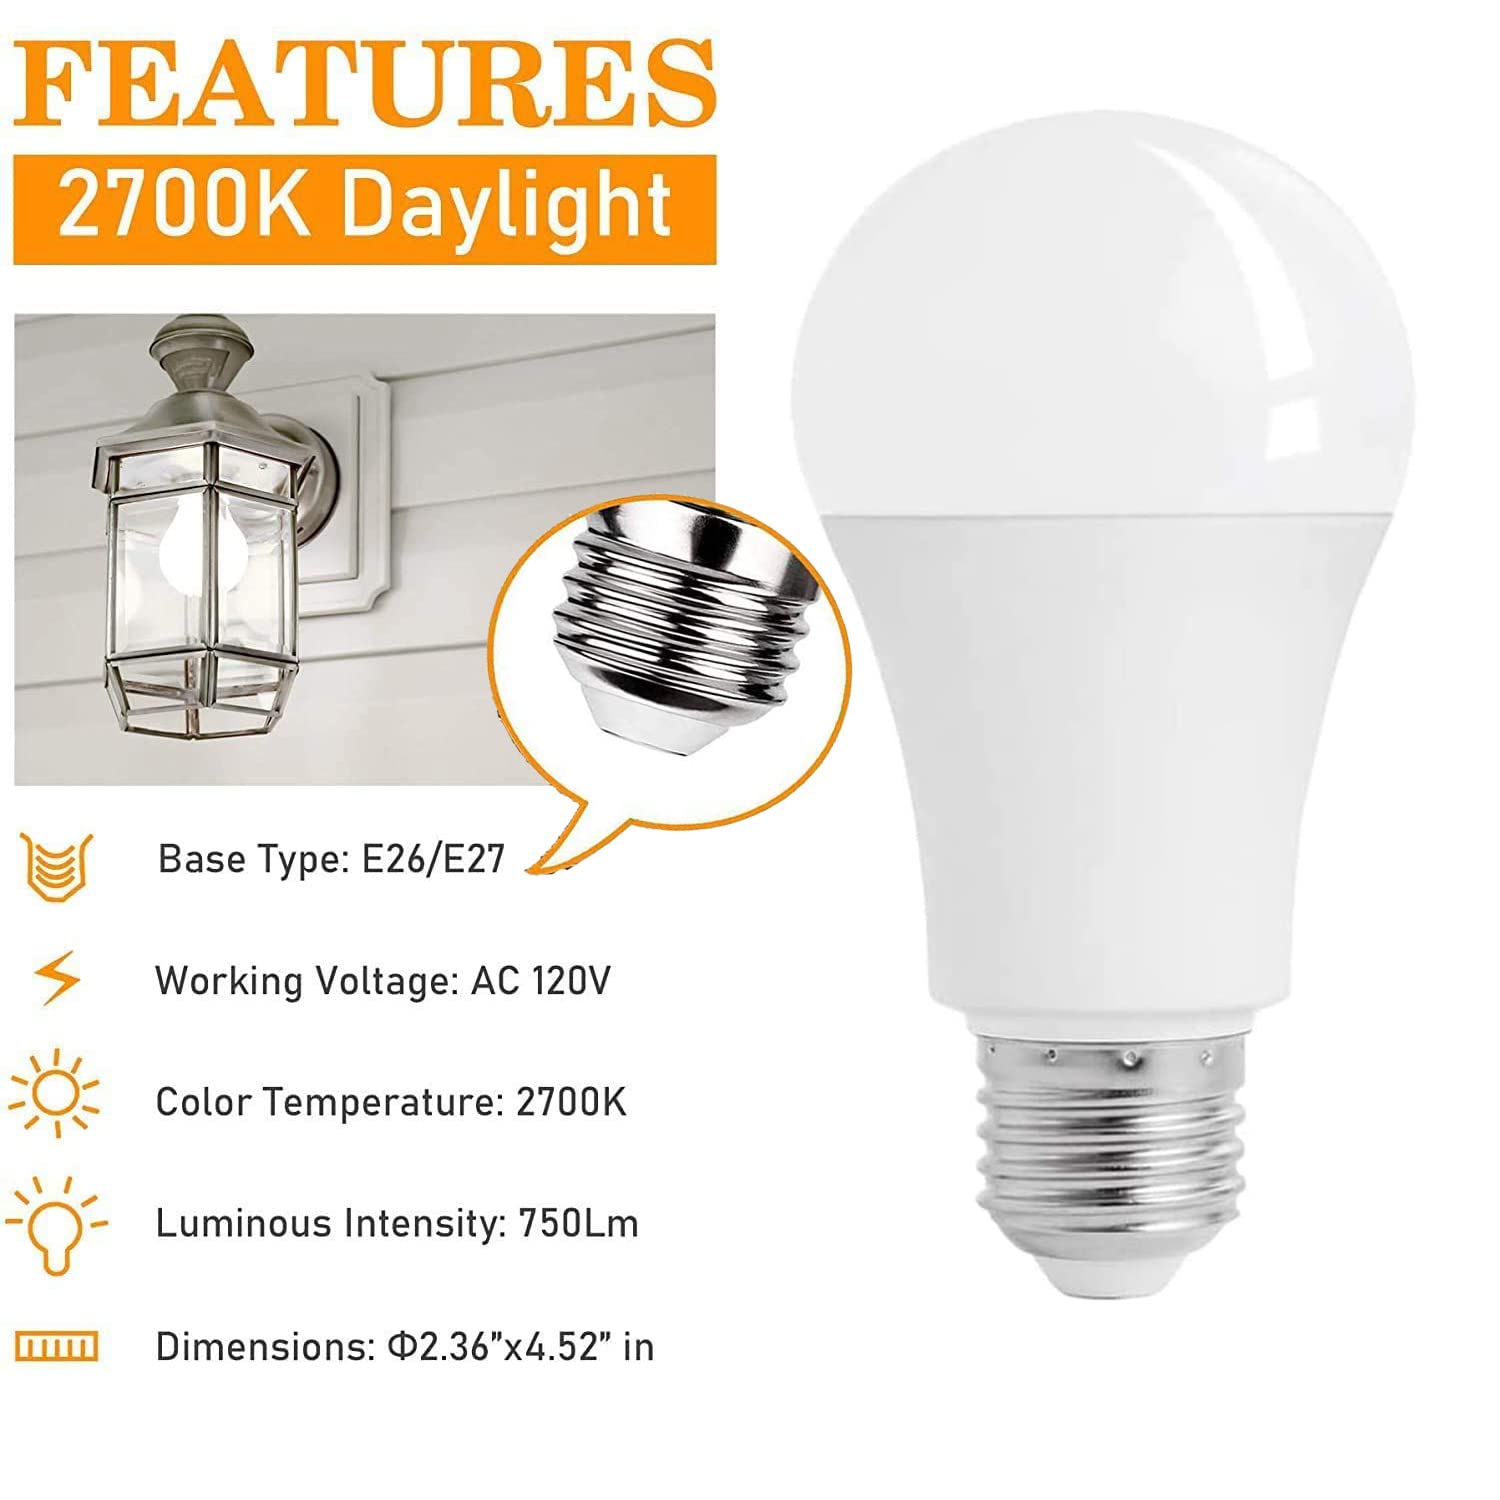 FEATURES
2700K Daylight
Base Type: E26/E27
Working Voltage: AC 120V
Color Temperature: 2700K
Luminous Intensity: 750Lm
Dimensions: Φ2.36”x4.52” in